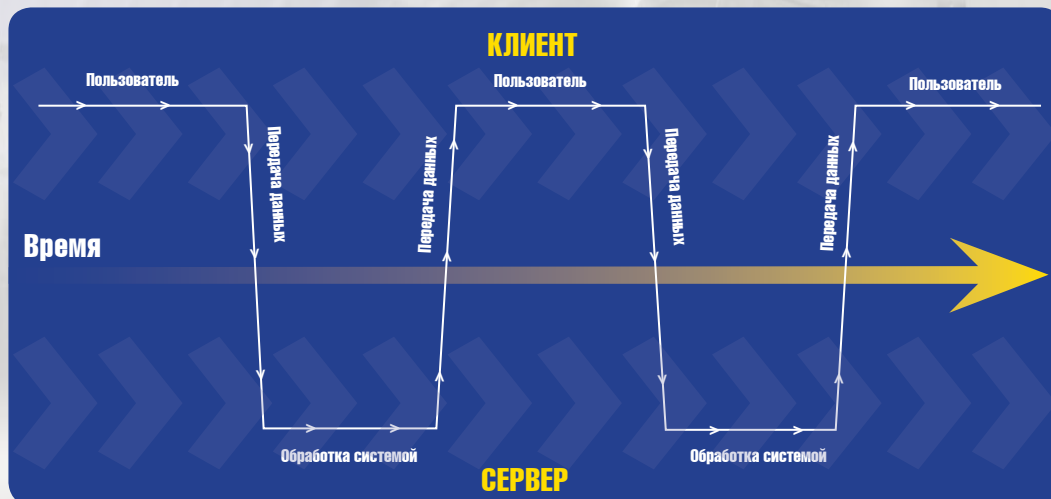 КЛИЕНТ
Пользователь
Пользователь
Пользователь
Передача данных
Передача данных
Передача данных
Передача данных
Время
Обработка системой
Обработка системой
СЕРВЕР